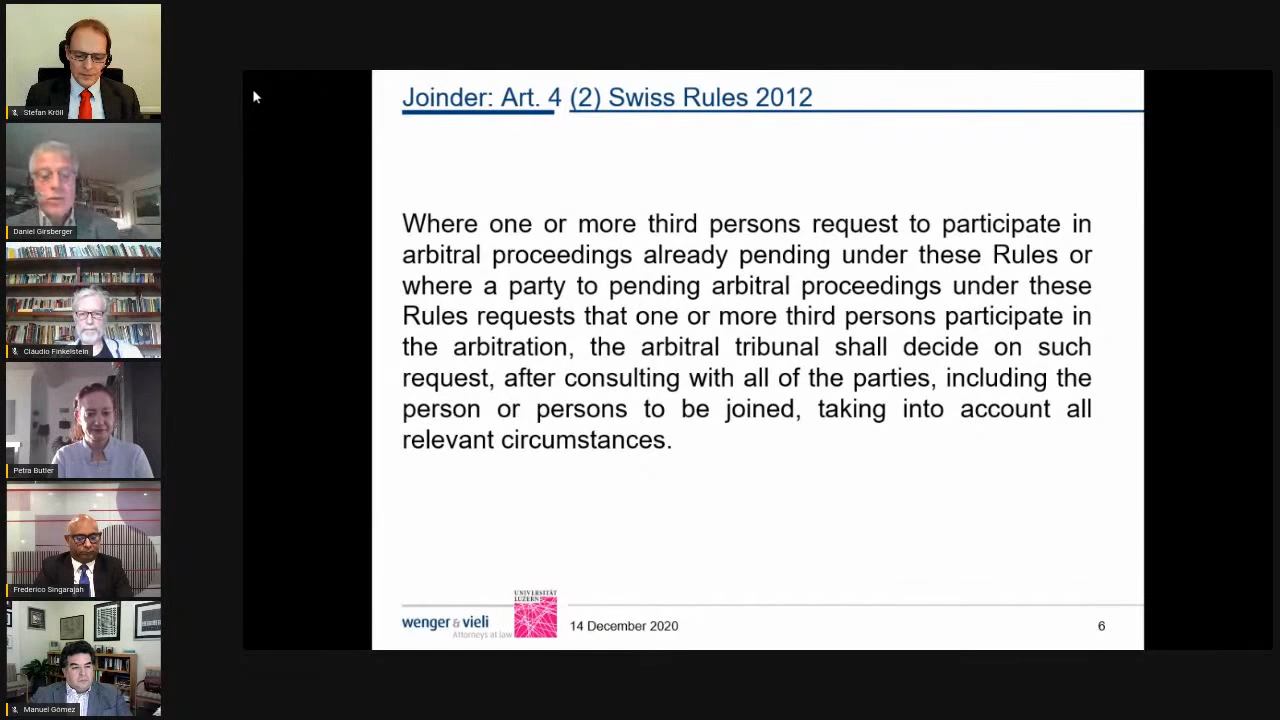 Stefan Kröll
Daniel Girsberger
Cláudio Finkelstein
Petra Butler
Frederico Singarajah
Manuel Gómez
Joinder: Art. 4 (2) Swiss Rules 2012
Where one or more third persons request to participate in
arbitral proceedings already pending under these Rules or
where a party to pending arbitral proceedings under these
Rules requests that one or more third persons participate in
the arbitration, the arbitral tribunal shall decide on such
request, after consulting with all of the parties, including the
person or persons to be joined, taking into account all
relevant circumstances.
UNIVERSITÄT
LUZERN
wenger & vieli
Attorneys at law
14 December 2020
6